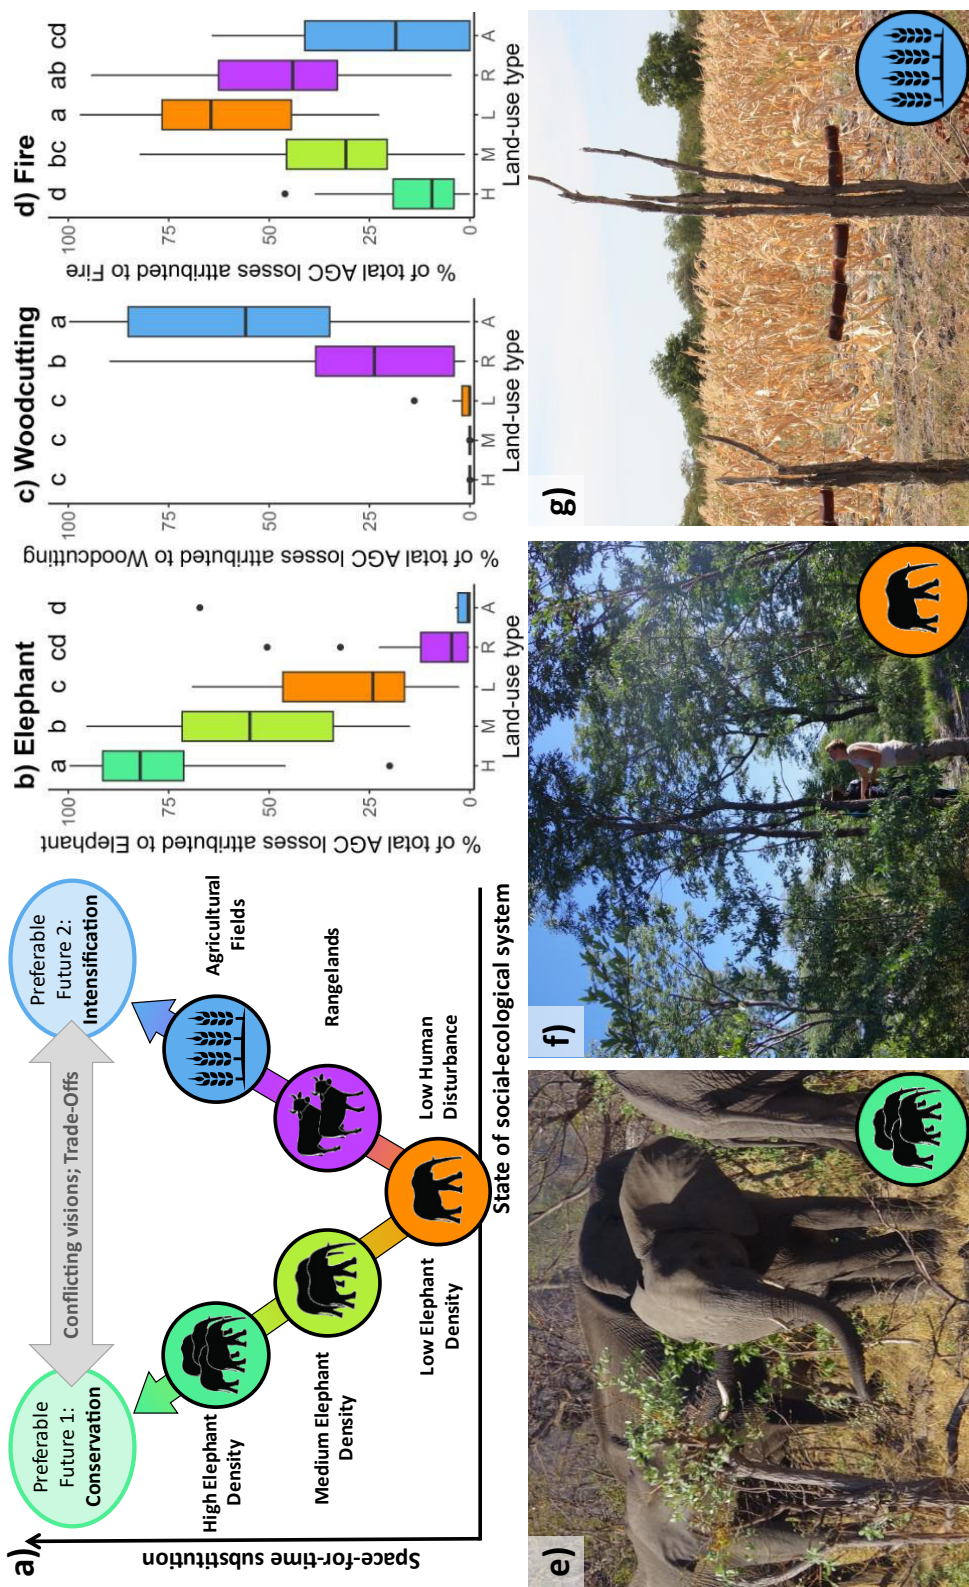 a)
Space-for-time substitution
Preferable
Future 1:
Conservation
Conflicting visions; Trade-Offs
Preferable
Future 2:
Intensification
High Elephant
Density
Medium Elephant
Density
Low Elephant
Density
Low Human
Disturbance
Rangelands
Agricultural
Fields
State of social-ecological system
b) Elephant
% of total AGC losses attributed to Elephant
100
75
50
25
0
a b c cd d
H M L R A
Land-use type
c) Woodcutting
% of total AGC losses attributed to Woodcutting
100
75
50
25
0
c c c b a
H M L R A
Land-use type
d) Fire
% of total AGC losses attributed to Fire
100
75
50
25
0
d bc a ab cd
H M L R A
Land-use type
e)
f)
g)